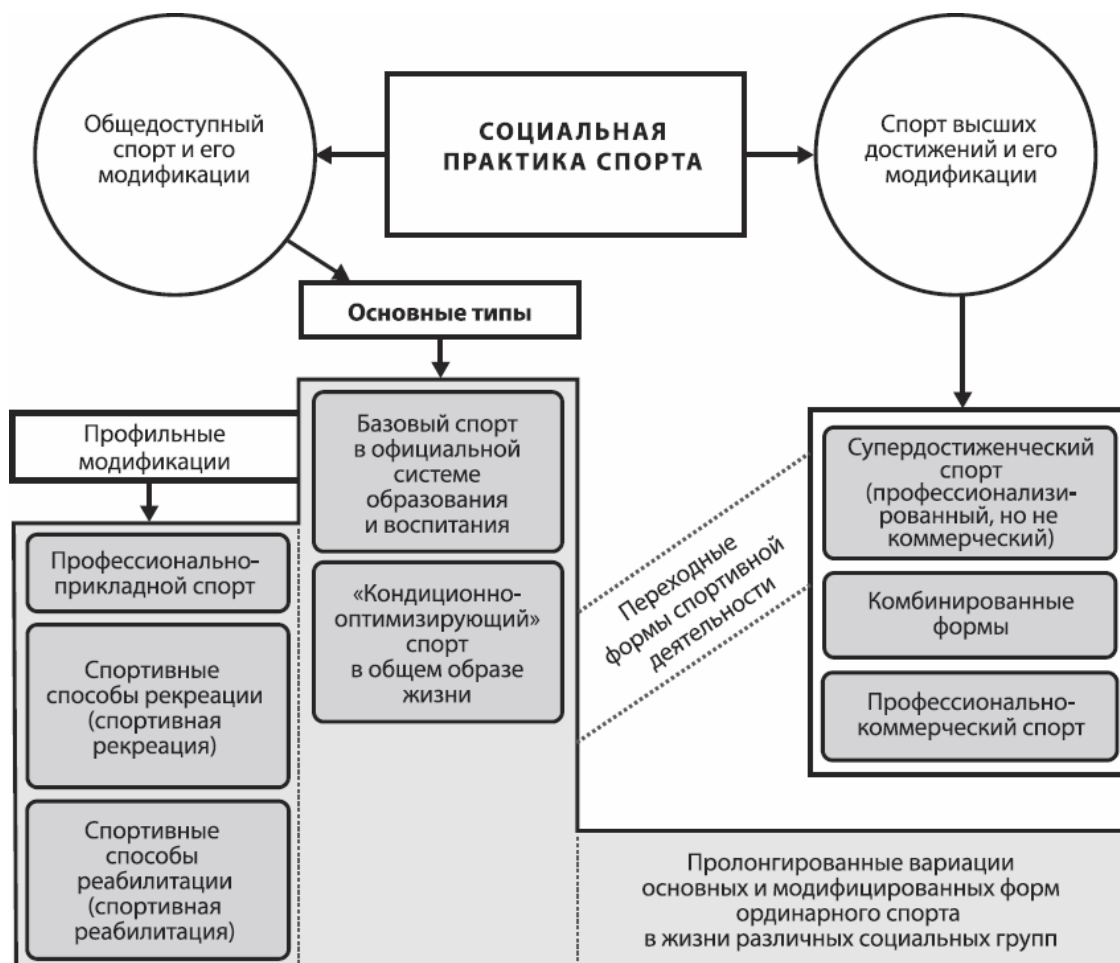 Общедоступный
спорт и его
модификации
СОЦИАЛЬНАЯ
ПРАКТИКА СПОРТА
Спорт высших
достижений и его
модификации
Основные типы
Профильные
модификации
Профессионально-
прикладной спорт
Спортивные
способы рекреации
(спортивная
рекреация)
Спортивные
способы
реабилитации
(спортивная
реабилитация)
Базовый спорт
в официальной
системе
образования
и воспитания
«Кондиционно-
оптимизирующий»
спорт
в общем образе
жизни
Переходные
формы спортивной
деятельности
Супердостиженческий
спорт
(профессионализи-
рованный, но не
коммерческий)
Комбинированные
формы
Профессионально-
коммерческий спорт
Пролонгированные вариации
основных и модифицированных форм
ординарного спорта
в жизни различных социальных групп